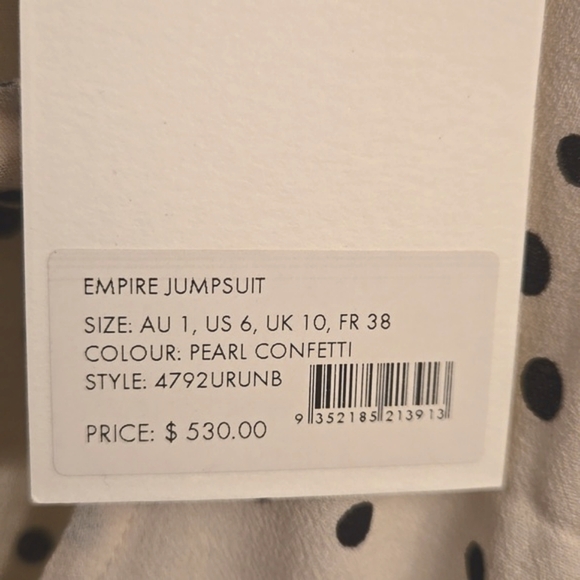 EMPIRE JUMPSUIT
SIZE: AU 1, US 6, UK 10, FR 38
COLOUR: PEARL CONFETTI
STYLE: 4792URUNB
9 352185 213913
PRICE: $ 530.00